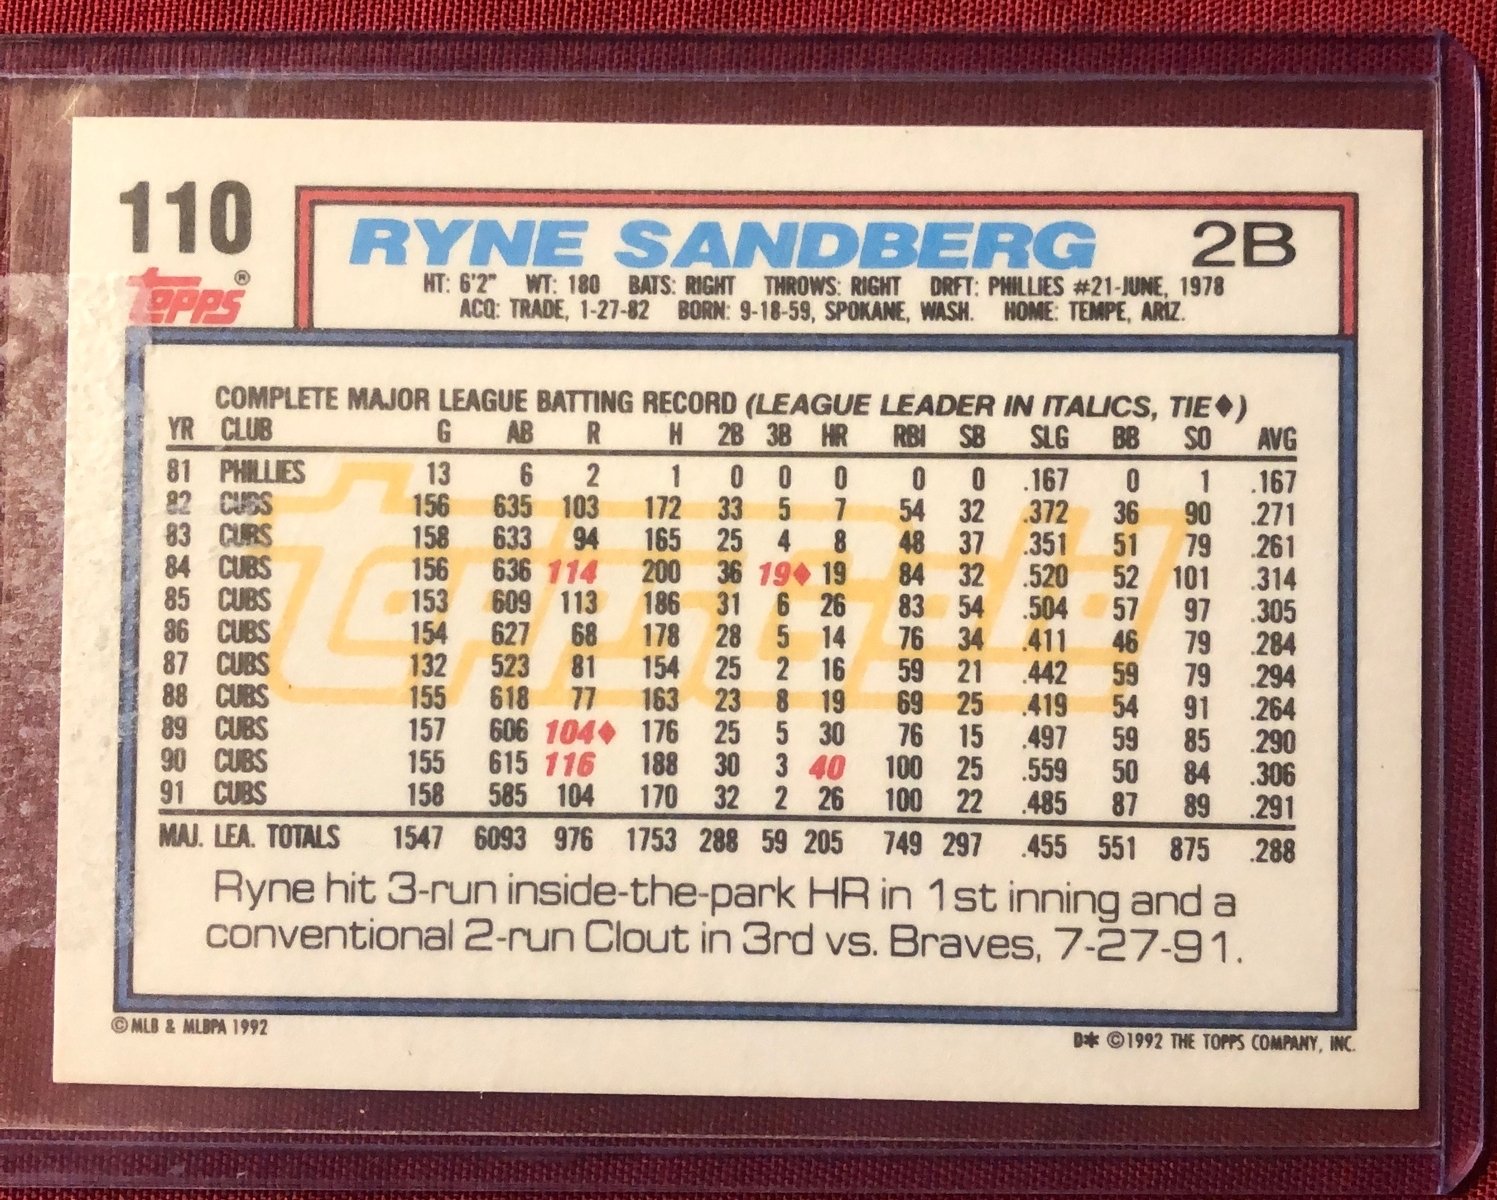 110
RYNE SANDBERG 2B
Topps®
HT: 6'2" WT: 180 BATS: RIGHT THROWS: RIGHT DRFT: PHILLIES #21-JUNE, 1978
ACQ: TRADE, 1-27-82 BORN: 9-18-59, SPOKANE, WASH. HOME: TEMPE, ARIZ.
COMPLETE MAJOR LEAGUE BATTING RECORD (LEAGUE LEADER IN ITALICS, TIE♦)
YR CLUB G AB R H 2B 3B HR RBI SB SLG BB SO AVG
81 PHILLIES 13 6 2 1 0 0 0 0 0 .167 0 1 .167
82 CUBS 156 635 103 172 33 5 7 54 32 .372 36 90 .271
83 CUBS 158 633 94 165 25 4 8 48 37 .351 51 79 .261
84 CUBS 156 636 114 200 36 19♦ 19 84 32 .520 52 101 .314
85 CUBS 153 609 113 186 31 6 26 83 54 .504 57 97 .305
86 CUBS 154 627 68 178 28 5 14 76 34 .411 46 79 .284
87 CUBS 132 523 81 154 25 2 16 59 21 .442 59 79 .294
88 CUBS 155 618 77 163 23 8 19 69 25 .419 54 91 .264
89 CUBS 157 606 104♦ 176 25 5 30 76 15 .497 59 85 .290
90 CUBS 155 615 116 188 30 3 40 100 25 .559 50 84 .306
91 CUBS 158 585 104 170 32 2 26 100 22 .485 87 89 .291
MAJ. LEA. TOTALS 1547 6093 976 1753 288 59 205 749 297 .455 551 875 .288
ToppsGold
Ryne hit 3-run inside-the-park HR in 1st inning and a
conventional 2-run Clout in 3rd vs. Braves, 7-27-91.
© MLB & MLBPA 1992
D* ©1992 THE TOPPS COMPANY, INC.